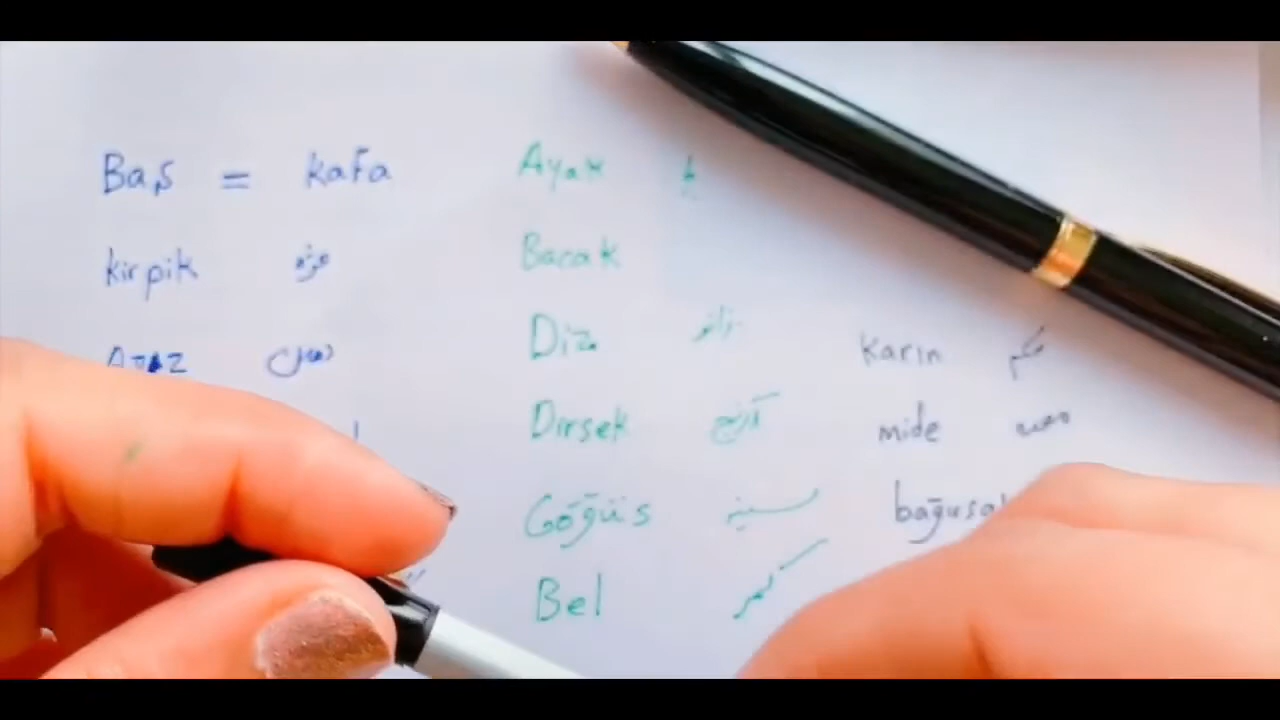 Baş = kafa
kirpik مژه
Ağız دهان
Ayak پا
Bacak
Diz زانو
Dirsek آرنج
Göğüs سینه
Bel کمر
karın شکم
mide معده